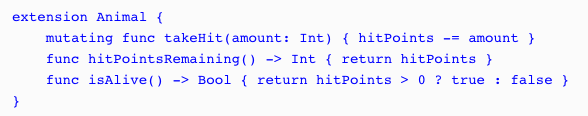 extension Animal {
    mutating func takeHit(amount: Int) { hitPoints -= amount }
    func hitPointsRemaining() -> Int { return hitPoints }
    func isAlive() -> Bool { return hitPoints > 0 ? true : false }
}